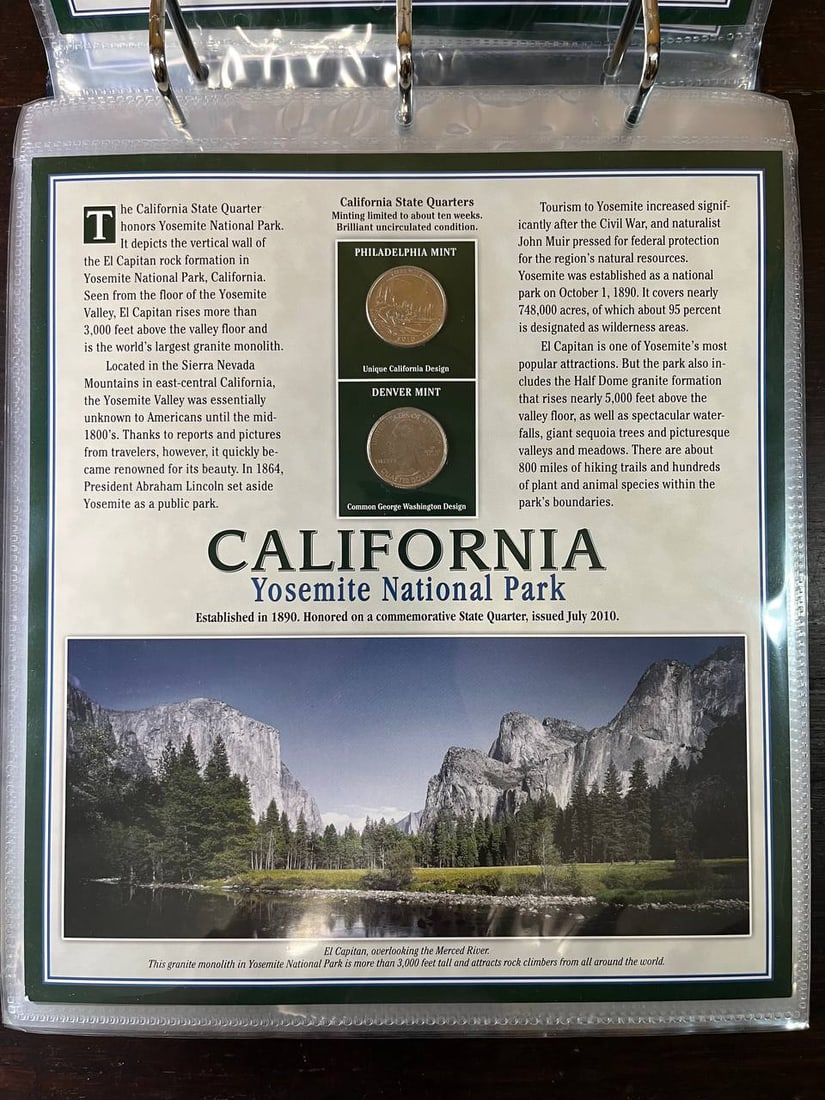 The California State Quarter
honors Yosemite National Park.
It depicts the vertical wall of
the El Capitan rock formation in
Yosemite National Park, California.
Seen from the floor of the Yosemite
Valley, El Capitan rises more than
3,000 feet above the valley floor and
is the world's largest granite monolith.
Located in the Sierra Nevada
Mountains in east-central California,
the Yosemite Valley was essentially
unknown to Americans until the mid-
1800's. Thanks to reports and pictures
from travelers, however, it quickly be-
came renowned for its beauty. In 1864,
President Abraham Lincoln set aside
Yosemite as a public park.
California State Quarters
Minting limited to about ten weeks.
Brilliant uncirculated condition.
PHILADELPHIA MINT
Unique California Design
DENVER MINT
QUARTER DOLLAR
Common George Washington Design
Tourism to Yosemite increased signif-
icantly after the Civil War, and naturalist
John Muir pressed for federal protection
for the region's natural resources.
Yosemite was established as a national
park on October 1, 1890. It covers nearly
748,000 acres, of which about 95 percent
is designated as wilderness areas.
El Capitan is one of Yosemite's most
popular attractions. But the park also in-
cludes the Half Dome granite formation
that rises nearly 5,000 feet above the
valley floor, as well as spectacular water-
falls, giant sequoia trees and picturesque
valleys and meadows. There are about
800 miles of hiking trails and hundreds
of plant and animal species within the
park's boundaries.
CALIFORNIA
Yosemite National Park
Established in 1890. Honored on a commemorative State Quarter, issued July 2010.
El Capitan, overlooking the Merced River.
This granite monolith in Yosemite National Park is more than 3,000 feet tall and attracts rock climbers from all around the world.